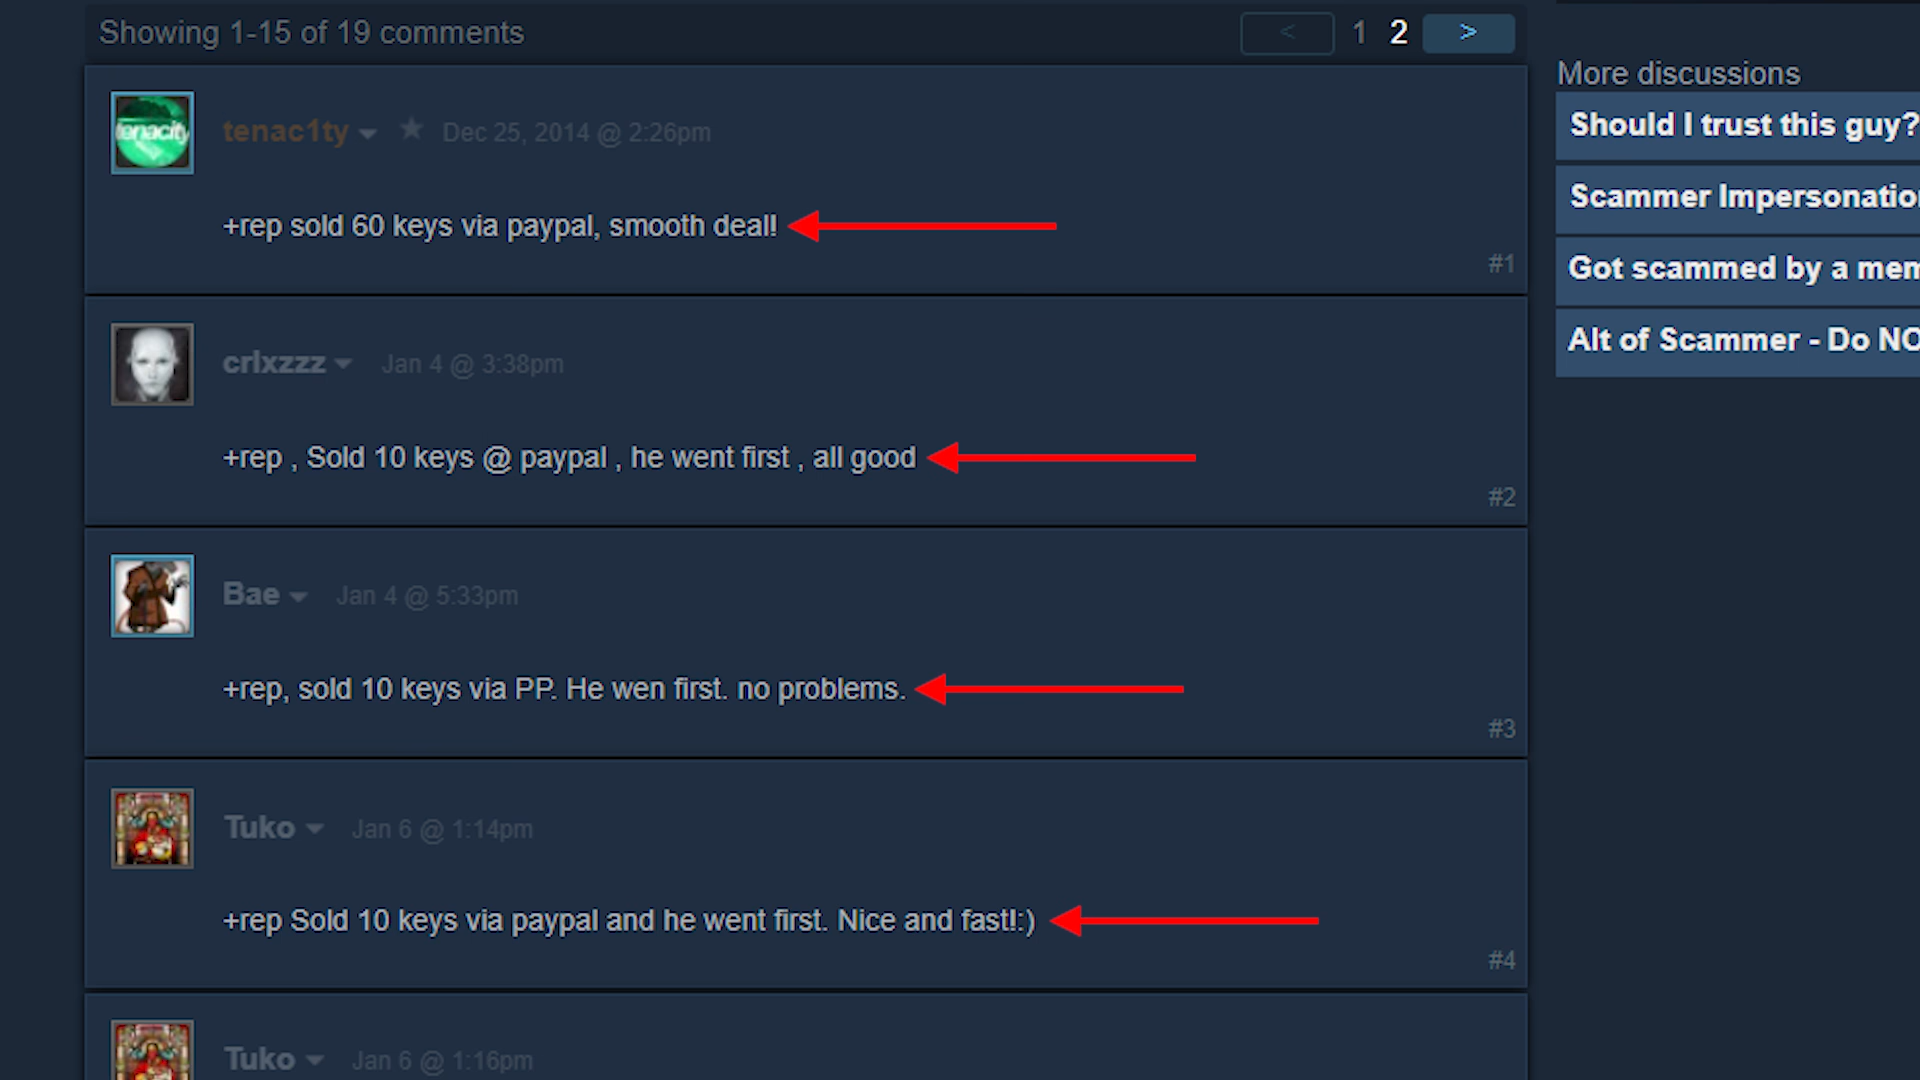 Showing 1-15 of 19 comments
< 1 2 >
More discussions
Should I trust this guy?
Scammer Impersonation
Got scammed by a mem
Alt of Scammer - Do NO
tenacity
tenac1ty Dec 25, 2014 @ 2:26pm
+rep sold 60 keys via paypal, smooth deal!
#1
crlxzzz Jan 4 @ 3:38pm
+rep , Sold 10 keys @ paypal , he went first , all good
#2
Bae Jan 4 @ 5:33pm
+rep, sold 10 keys via PP. He wen first. no problems.
#3
Tuko Jan 6 @ 1:14pm
+rep Sold 10 keys via paypal and he went first. Nice and fast!:)
#4
Tuko Jan 6 @ 1:16pm